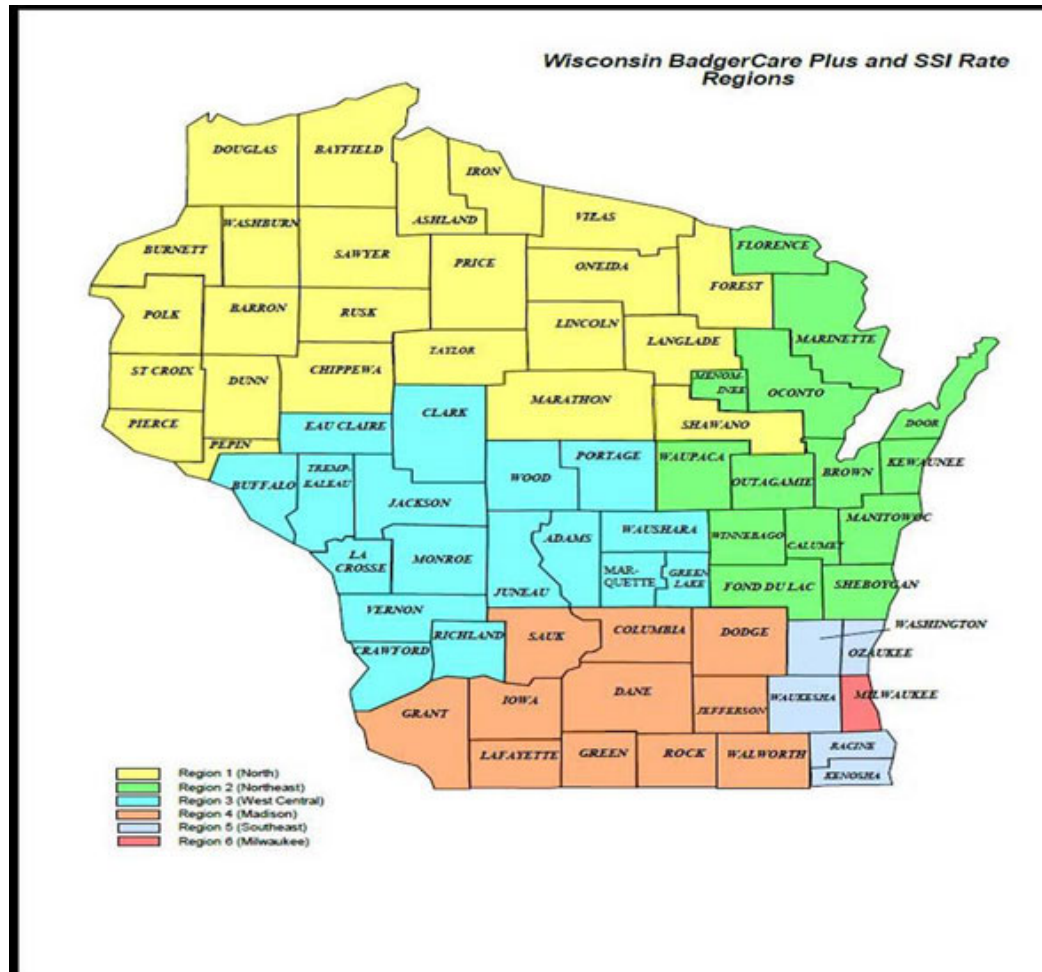 Wisconsin BadgerCare Plus and SSI Rate
Regions
DOUGLAS
BAYFIELD
IRON
ASHLAND
VILAS
WASHBURN
BURNETT
SAWYER
PRICE
ONEIDA
FLORENCE
FOREST
POLK
BARRON
RUSK
LINCOLN
LANGLADE
MARINETTE
TAYLOR
ST CROIX
DUNN
CHIPPEWA
MENOM-
INEE
OCONTO
CLARK
MARATHON
PIERCE
EAU CLAIRE
SHAWANO
DOOR
PEPIN
PORTAGE
WAUPACA
BUFFALO
TREMP-
EALEAU
WOOD
OUTAGAMIE
BROWN
KEWAUNEE
JACKSON
MANITOWOC
WAUSHARA
ADAMS
WINNEBAGO
CALUMET
LA
CROSSE
MONROE
JUNEAU
MAR-
QUETTE
GREEN
LAKE
FOND DU LAC
SHEBOYGAN
VERNON
RICHLAND
SAUK
COLUMBIA
DODGE
WASHINGTON
CRAWFORD
OZAUKEE
GRANT
IOWA
DANE
JEFFERSON
WAUKESHA
MILWAUKEE
LAFAYETTE
GREEN
ROCK
WALWORTH
RACINE
KENOSHA
Region 1 (North)
Region 2 (Northeast)
Region 3 (West Central)
Region 4 (Madison)
Region 5 (Southeast)
Region 6 (Milwaukee)